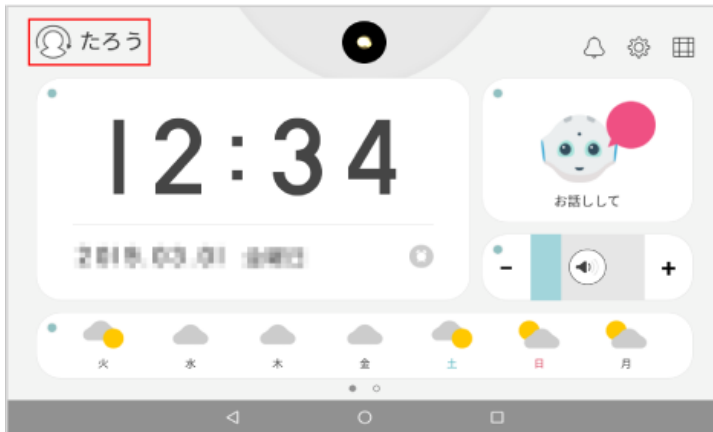 たろう
12:34
お話しして
- +
火 水 木 金 土 日 月